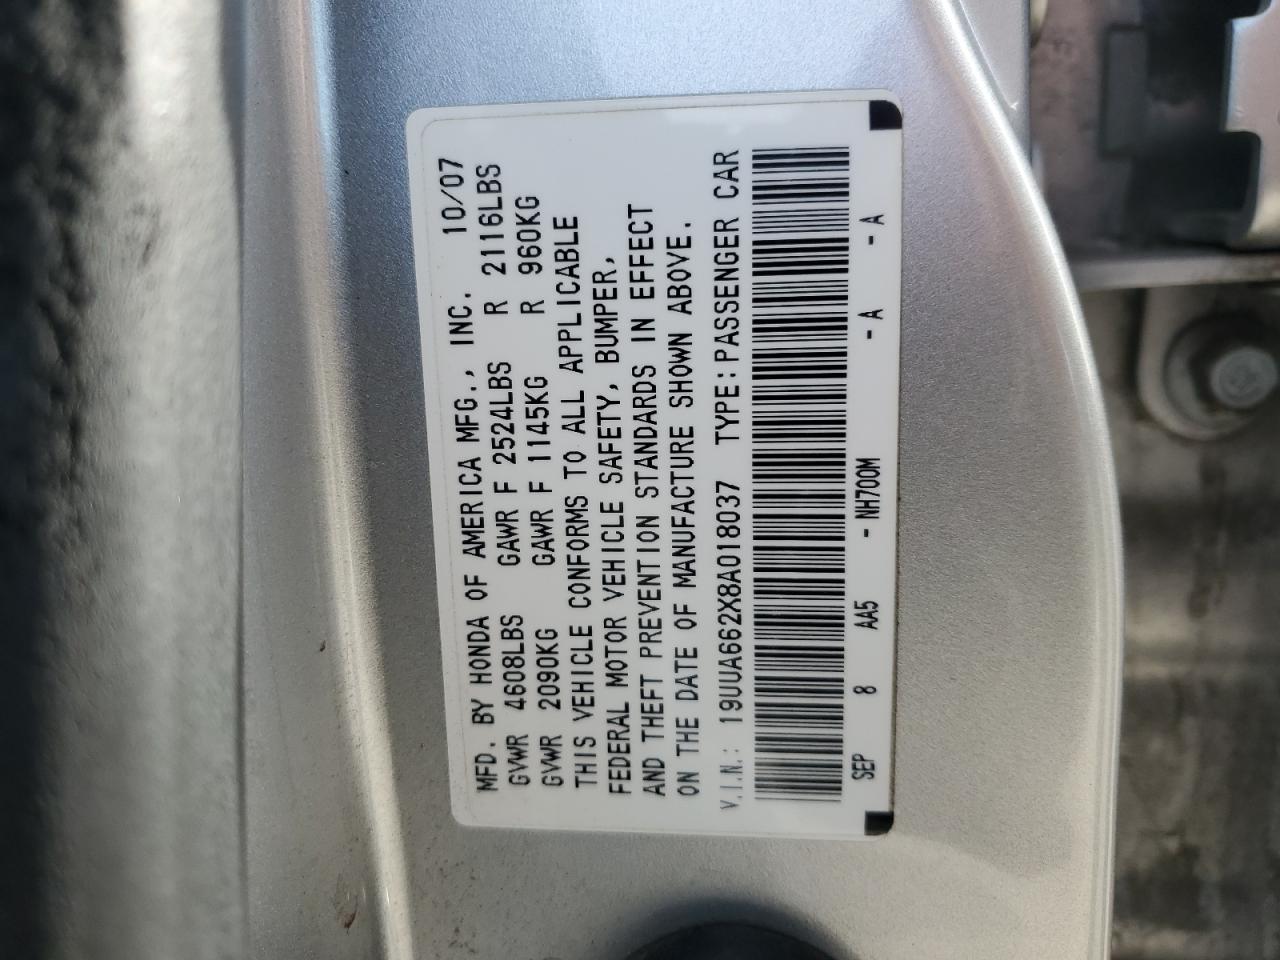 MFD. BY HONDA OF AMERICA MFG., INC. 10/07
GVWR 4608LBS GAWR F 2524LBS R 2116LBS
GVWR 2090KG GAWR F 1145KG R 960KG
THIS VEHICLE CONFORMS TO ALL APPLICABLE
FEDERAL MOTOR VEHICLE SAFETY, BUMPER,
AND THEFT PREVENTION STANDARDS IN EFFECT
ON THE DATE OF MANUFACTURE SHOWN ABOVE.
V.I.N.: 19UUA662X8A018037 TYPE:PASSENGER CAR
SEP 8 AA5 - NH700M - A - A